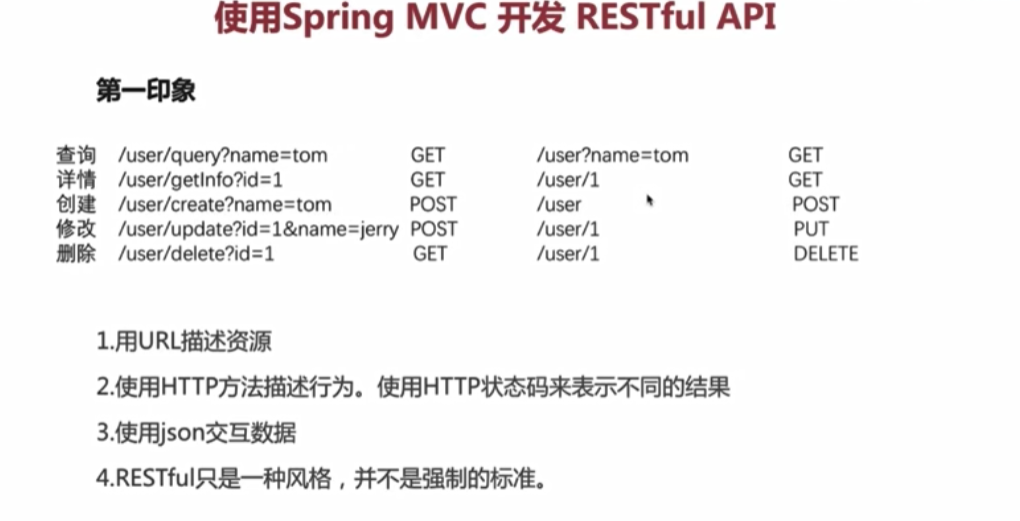 使用Spring MVC 开发 RESTful API
第一印象
查询 /user/query?name=tom GET /user?name=tom GET
详情 /user/getInfo?id=1 GET /user/1 GET
创建 /user/create?name=tom POST /user POST
修改 /user/update?id=1&name=jerry POST /user/1 PUT
删除 /user/delete?id=1 GET /user/1 DELETE
1.用URL描述资源
2.使用HTTP方法描述行为。使用HTTP状态码来表示不同的结果
3.使用json交互数据
4.RESTful只是一种风格，并不是强制的标准。